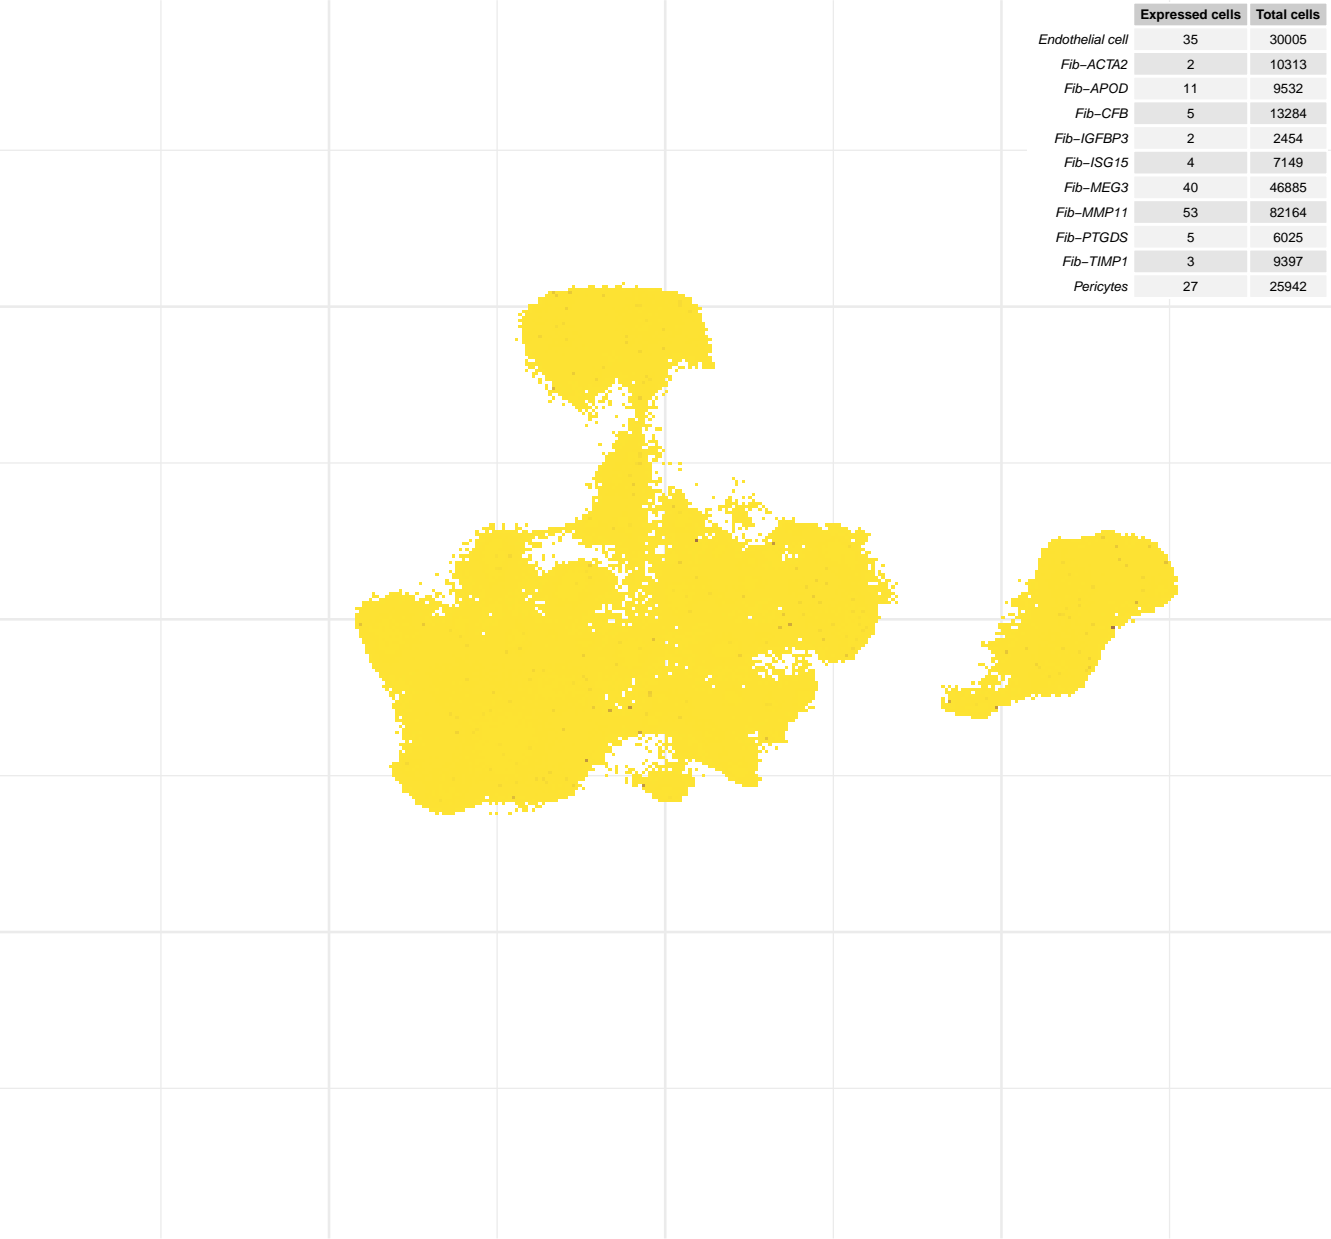 Expressed cells Total cells
Endothelial cell 35 30005
Fib−ACTA2 2 10313
Fib−APOD 11 9532
Fib−CFB 5 13284
Fib−IGFBP3 2 2454
Fib−ISG15 4 7149
Fib−MEG3 40 46885
Fib−MMP11 53 82164
Fib−PTGDS 5 6025
Fib−TIMP1 3 9397
Pericytes 27 25942